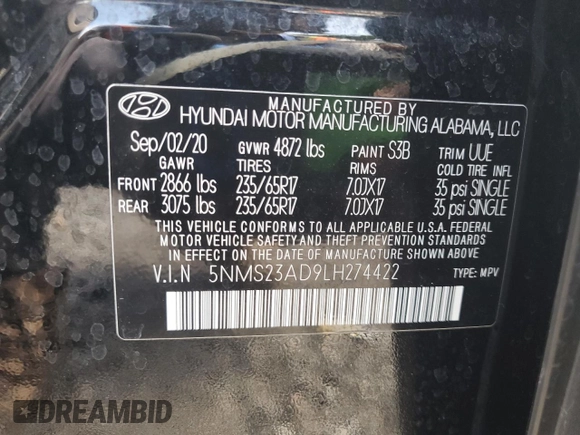 MANUFACTURED BY
HYUNDAI MOTOR MANUFACTURING ALABAMA, LLC
Sep/02/20 GVWR 4872 lbs PAINT S3B TRIM UUE
GAWR TIRES RIMS COLD TIRE INFL
FRONT 2866 lbs 235/65R17 7.0JX17 35 psi SINGLE
REAR 3075 lbs 235/65R17 7.0JX17 35 psi SINGLE
THIS VEHICLE CONFORMS TO ALL APPLICABLE U.S.A. FEDERAL
MOTOR VEHICLE SAFETY AND THEFT PREVENTION STANDARDS
IN EFFECT ON THE DATE OF MANUFACTURE SHOWN ABOVE.
V.I.N 5NMS23AD9LH274422 TYPE: MPV
DREAMBID